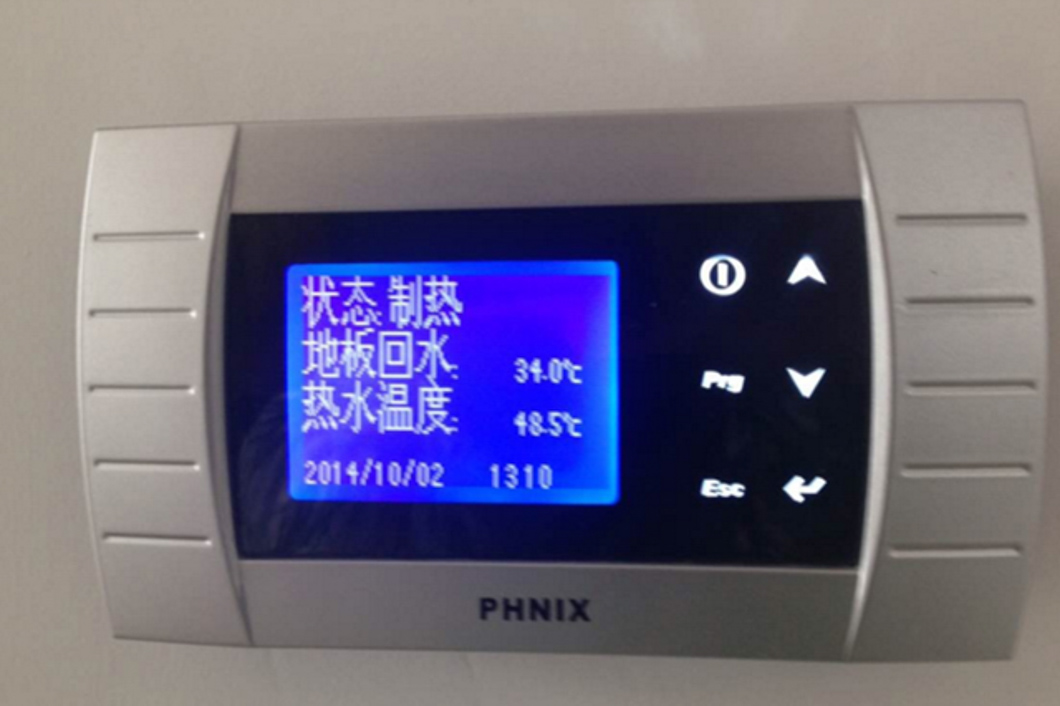 状态: 制热
地板回水: 34.0℃
热水温度: 48.5℃
2014/10/02 1310
Prg
Esc
PHNIX